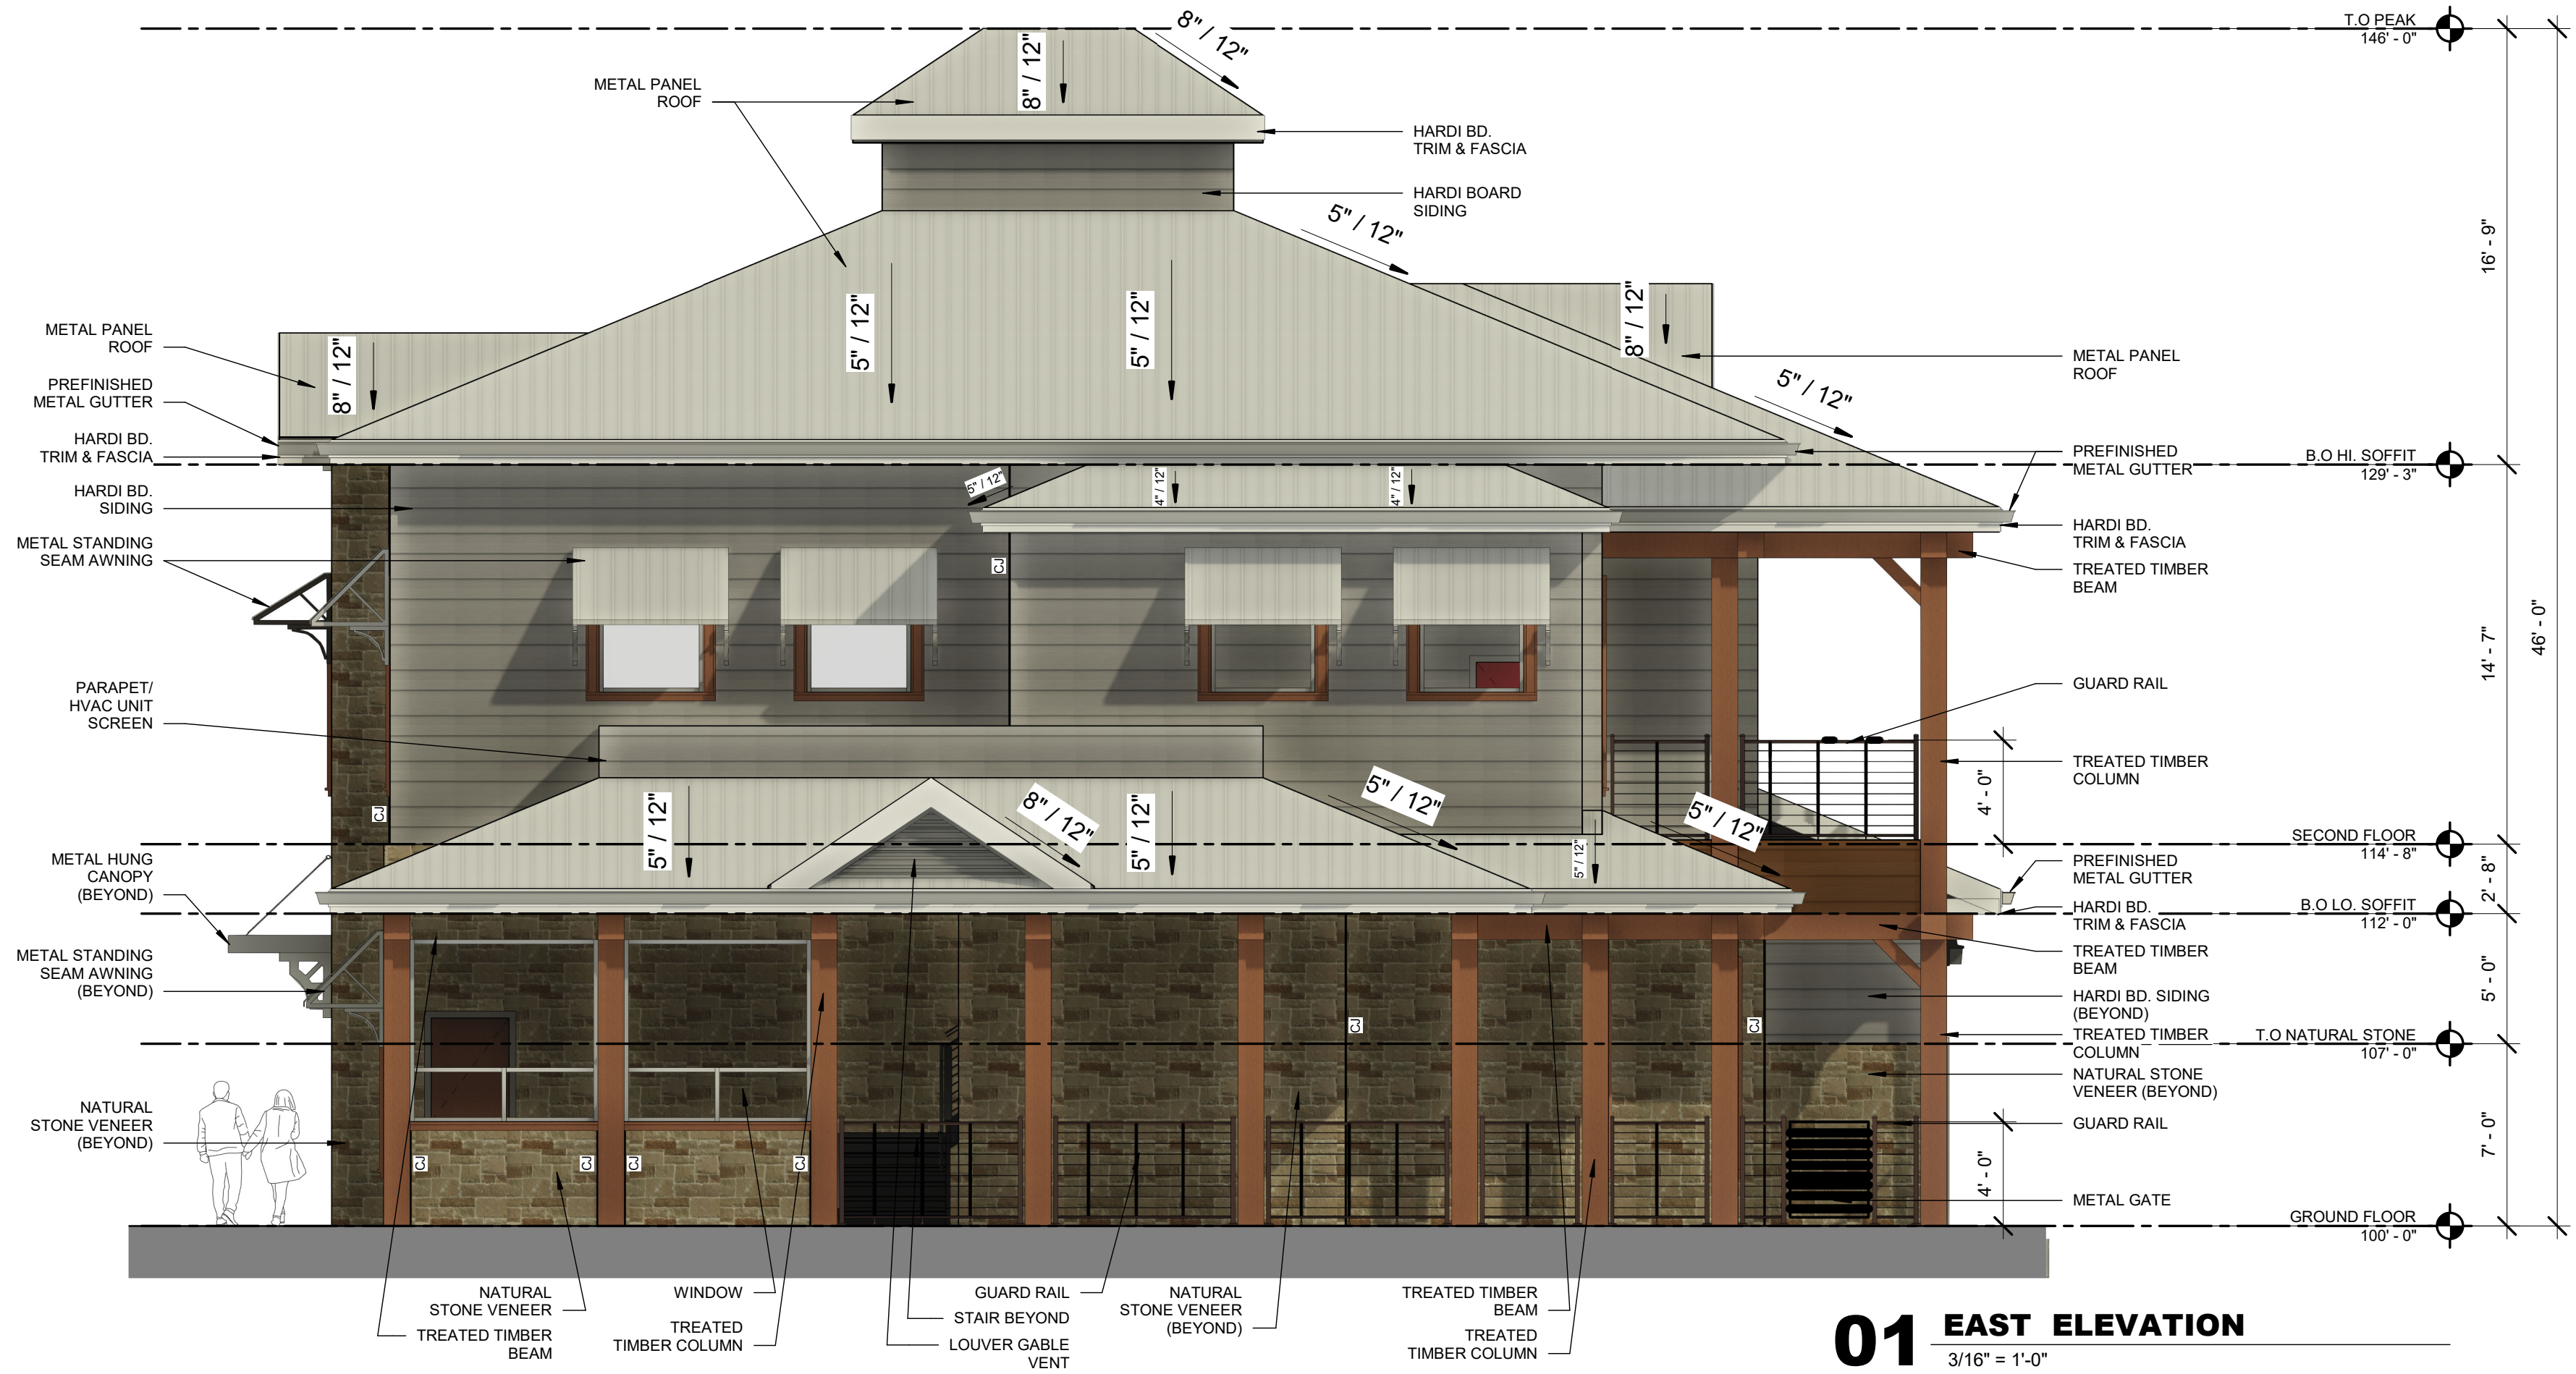 T.O PEAK
146' - 0"
8" / 12"
8" / 12"
METAL PANEL
ROOF
HARDI BD.
TRIM & FASCIA
HARDI BOARD
SIDING
5" / 12"
16' - 9"
5" / 12"
5" / 12"
8" / 12"
METAL PANEL
ROOF
8" / 12"
METAL PANEL
ROOF
5" / 12"
PREFINISHED
METAL GUTTER
HARDI BD.
TRIM & FASCIA
PREFINISHED
METAL GUTTER
B.O HI. SOFFIT
129' - 3"
HARDI BD.
SIDING
5" / 12"
4" / 12"
4" / 12"
HARDI BD.
TRIM & FASCIA
METAL STANDING
SEAM AWNING
CJ
TREATED TIMBER
BEAM
14' - 7"
46' - 0"
PARAPET/
HVAC UNIT
SCREEN
GUARD RAIL
TREATED TIMBER
COLUMN
4' - 0"
CJ
5" / 12"
8" / 12"
5" / 12"
5" / 12"
5" / 12"
5" / 12"
SECOND FLOOR
114' - 8"
METAL HUNG
CANOPY
(BEYOND)
PREFINISHED
METAL GUTTER
2' - 8"
HARDI BD.
TRIM & FASCIA
B.O LO. SOFFIT
112' - 0"
METAL STANDING
SEAM AWNING
(BEYOND)
TREATED TIMBER
BEAM
5' - 0"
HARDI BD. SIDING
(BEYOND)
CJ
CJ
TREATED TIMBER
COLUMN
T.O NATURAL STONE
107' - 0"
NATURAL STONE
VENEER (BEYOND)
NATURAL
STONE VENEER
(BEYOND)
GUARD RAIL
7' - 0"
CJ
CJ
CJ
CJ
4' - 0"
METAL GATE
GROUND FLOOR
100' - 0"
NATURAL
STONE VENEER
TREATED TIMBER
BEAM
WINDOW
TREATED
TIMBER COLUMN
GUARD RAIL
STAIR BEYOND
LOUVER GABLE
VENT
NATURAL
STONE VENEER
(BEYOND)
TREATED TIMBER
BEAM
TREATED
TIMBER COLUMN
01 EAST ELEVATION
3/16" = 1'-0"